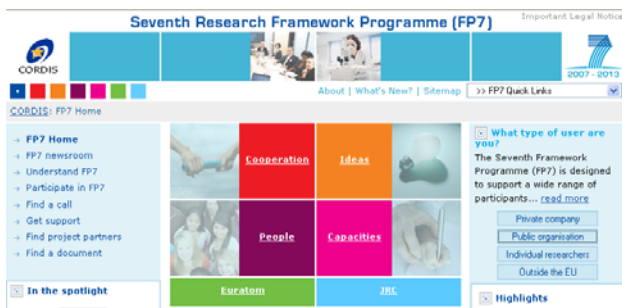 Seventh Research Framework Programme (FP7)
Important Legal Notice
CORDIS
2007 - 2013
About | What's New? | Sitemap
>> FP7 Quick Links
CORDIS: FP7 Home
→ FP7 Home
→ FP7 newsroom
→ Understand FP7
→ Participate in FP7
→ Find a call
→ Get support
→ Find project partners
→ Find a document
In the spotlight
Cooperation
Ideas
People
Capacities
Euratom
JRC
What type of user are
you?
The Seventh Framework
Programme (FP7) is designed
to support a wide range of
participants... read more
Private company
Public organisation
Individual researchers
Outside the EU
Highlights